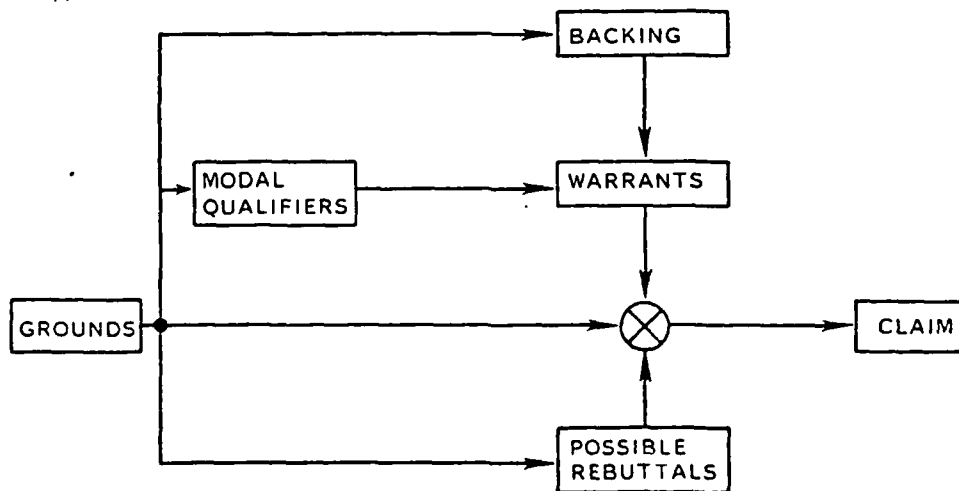 BACKING
MODAL
QUALIFIERS
WARRANTS
GROUNDS
CLAIM
POSSIBLE
REBUTTALS